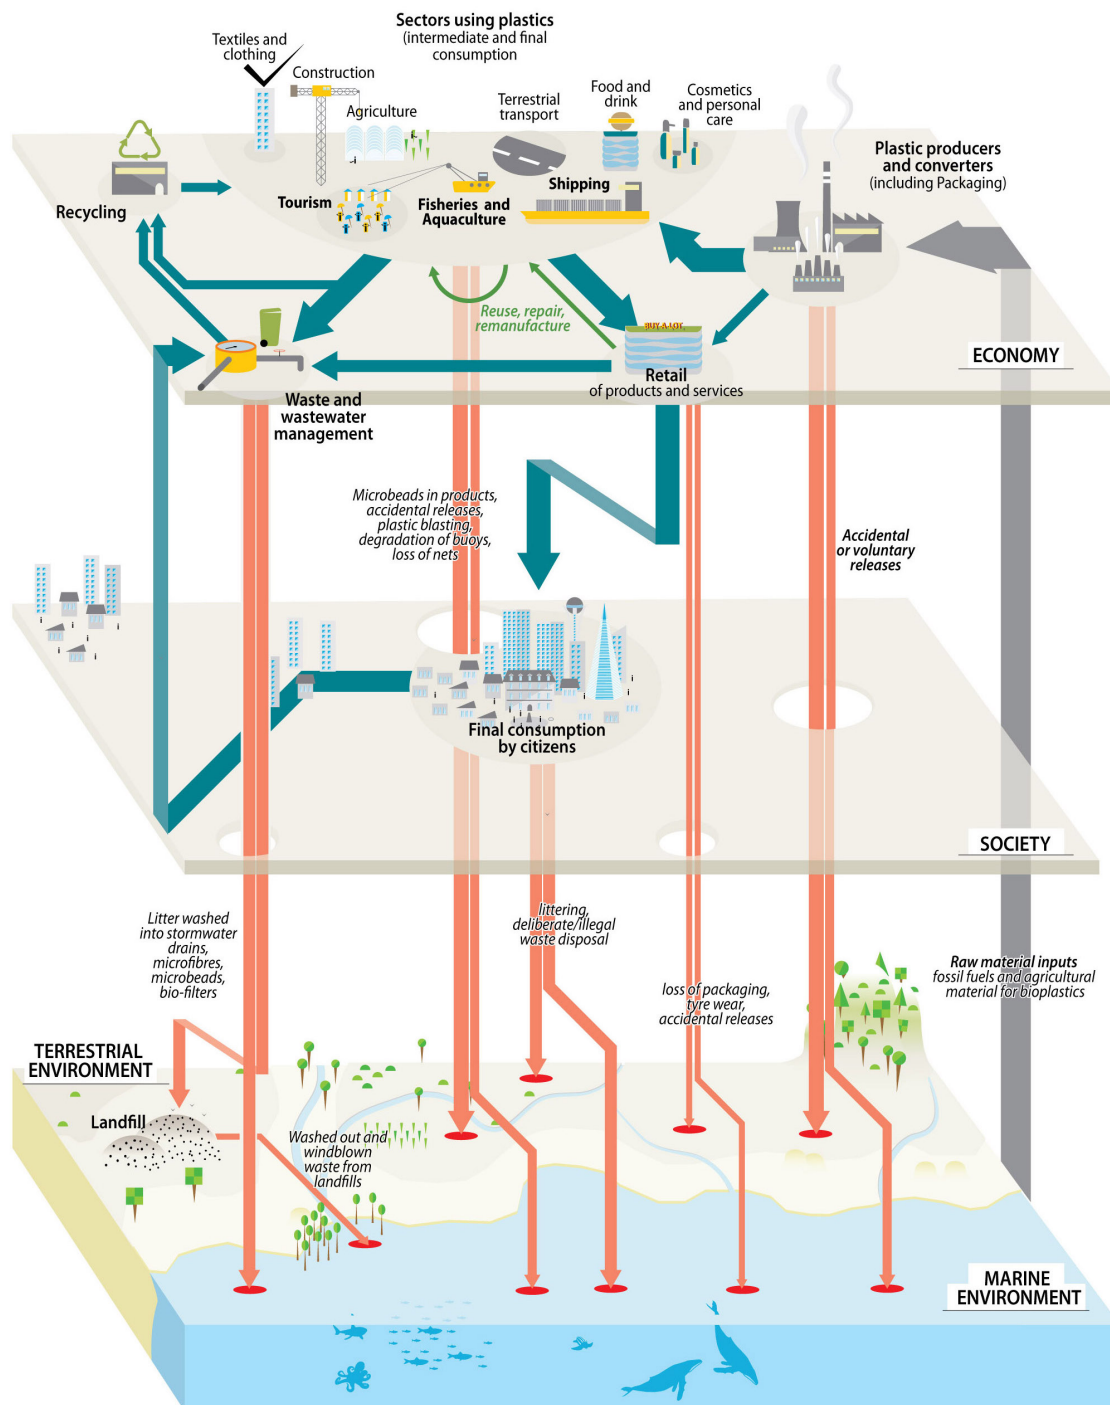 Sectors using plastics
(intermediate and final
consumption
Textiles and
clothing
Construction
Agriculture
Terrestrial
transport
Food and
drink
Cosmetics
and personal
care
Plastic producers
and converters
(including Packaging)
Recycling
Tourism
Fisheries and
Aquaculture
Shipping
Reuse, repair,
remanufacture
BUY-A-LOT
Retail
of products and services
ECONOMY
Waste and
wastewater
management
Microbeads in products,
accidental releases,
plastic blasting,
degradation of buoys,
loss of nets
Accidental
or voluntary
releases
Final consumption
by citizens
SOCIETY
Litter washed
into stormwater
drains,
microfibres,
microbeads,
bio-filters
littering,
deliberate/illegal
waste disposal
loss of packaging,
tyre wear,
accidental releases
Raw material inputs
fossil fuels and agricultural
material for bioplastics
TERRESTRIAL
ENVIRONMENT
Landfill
Washed out and
windblown
waste from
landfills
MARINE
ENVIRONMENT